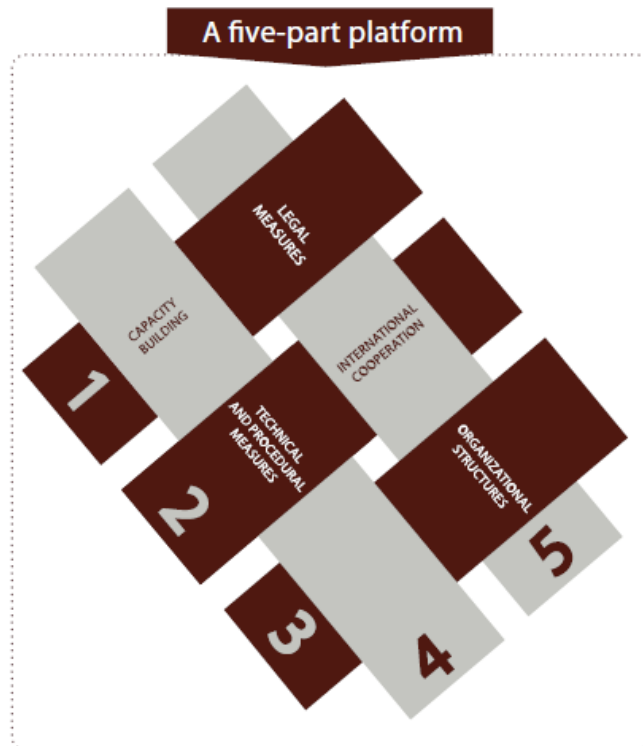 A five-part platform
LEGAL
MEASURES
CAPACITY
BUILDING
INTERNATIONAL
COOPERATION
1
TECHNICAL
AND PROCEDURAL
MEASURES
ORGANIZATIONAL
STRUCTURES
2
5
3
4